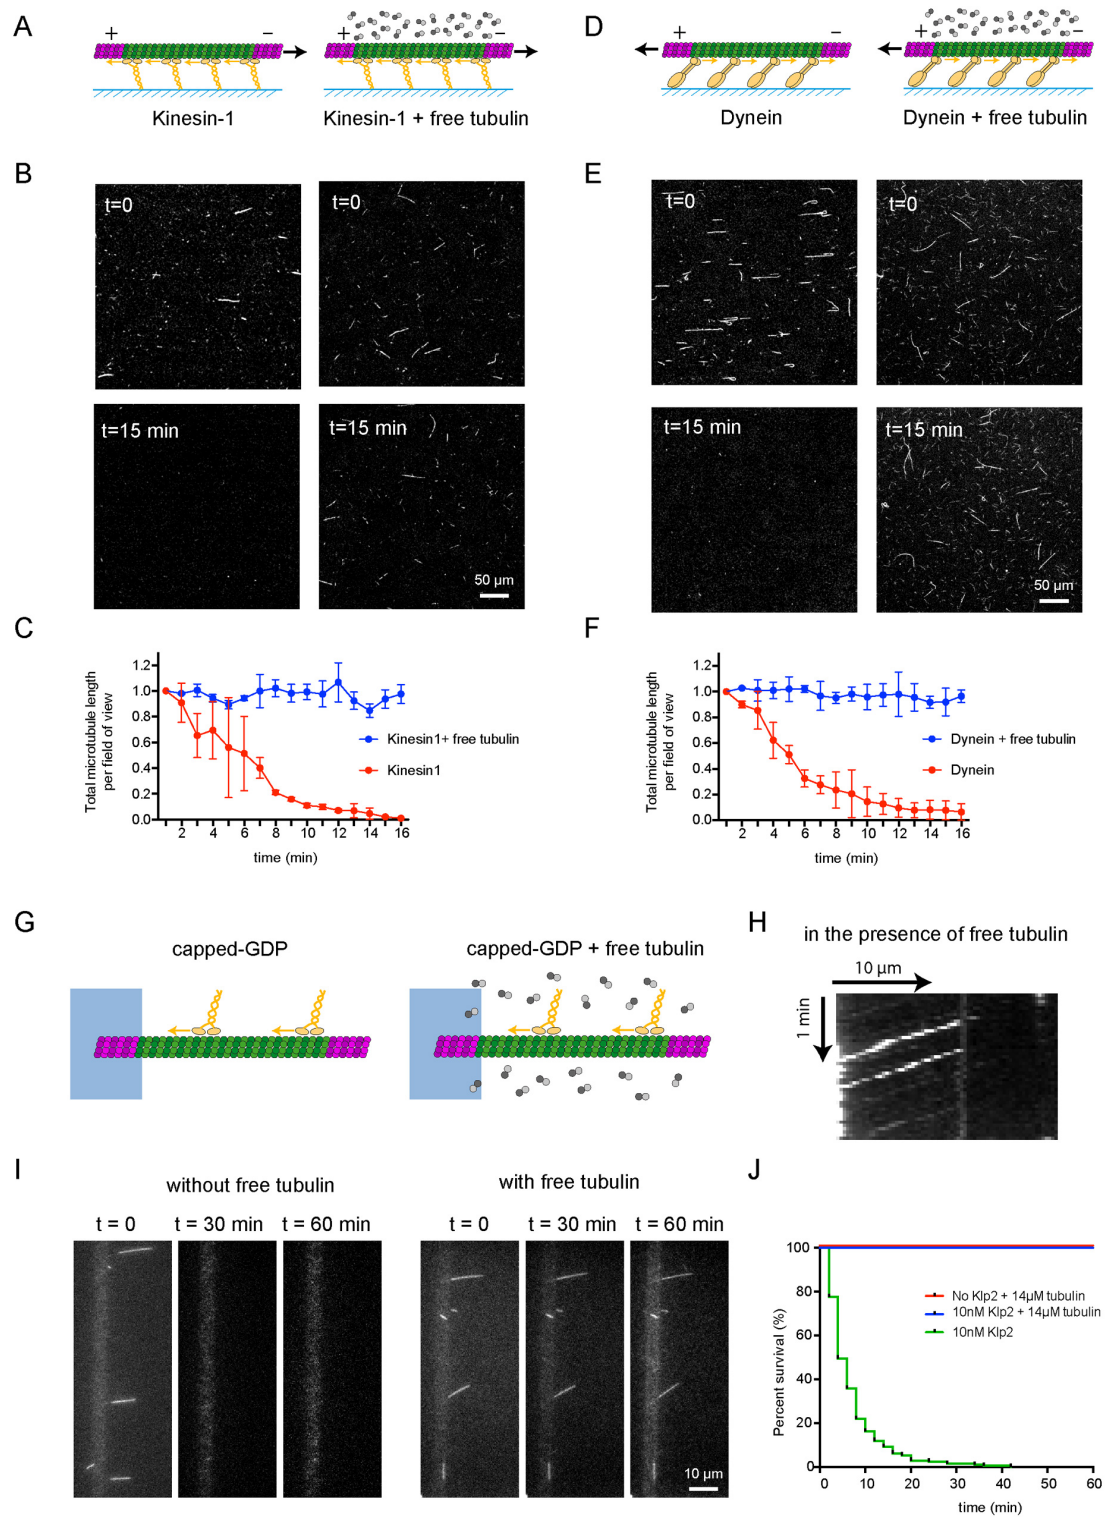 A
+
−
+
−
Kinesin-1
Kinesin-1 + free tubulin
D
+
−
+
−
Dynein
Dynein + free tubulin
B
t=0
t=0
t=15 min
t=15 min
50 µm
E
t=0
t=0
t=15 min
t=15 min
50 µm
C
Total microtubule length
per field of view
1.2
1.0
0.8
0.6
0.4
0.2
0.0
2 4 6 8 10 12 14 16
time (min)
Kinesin1+ free tubulin
Kinesin1
F
Total microtubule length
per field of view
1.2
1.0
0.8
0.6
0.4
0.2
0.0
2 4 6 8 10 12 14 16
time (min)
Dynein + free tubulin
Dynein
G
capped-GDP
capped-GDP + free tubulin
H
in the presence of free tubulin
10 µm
1 min
I
without free tubulin
t = 0 t = 30 min t = 60 min
with free tubulin
t = 0 t = 30 min t = 60 min
10 µm
J
Percent survival (%)
100
80
60
40
20
0
0 10 20 30 40 50 60
time (min)
No Klp2 + 14µM tubulin
10nM Klp2 + 14µM tubulin
10nM Klp2